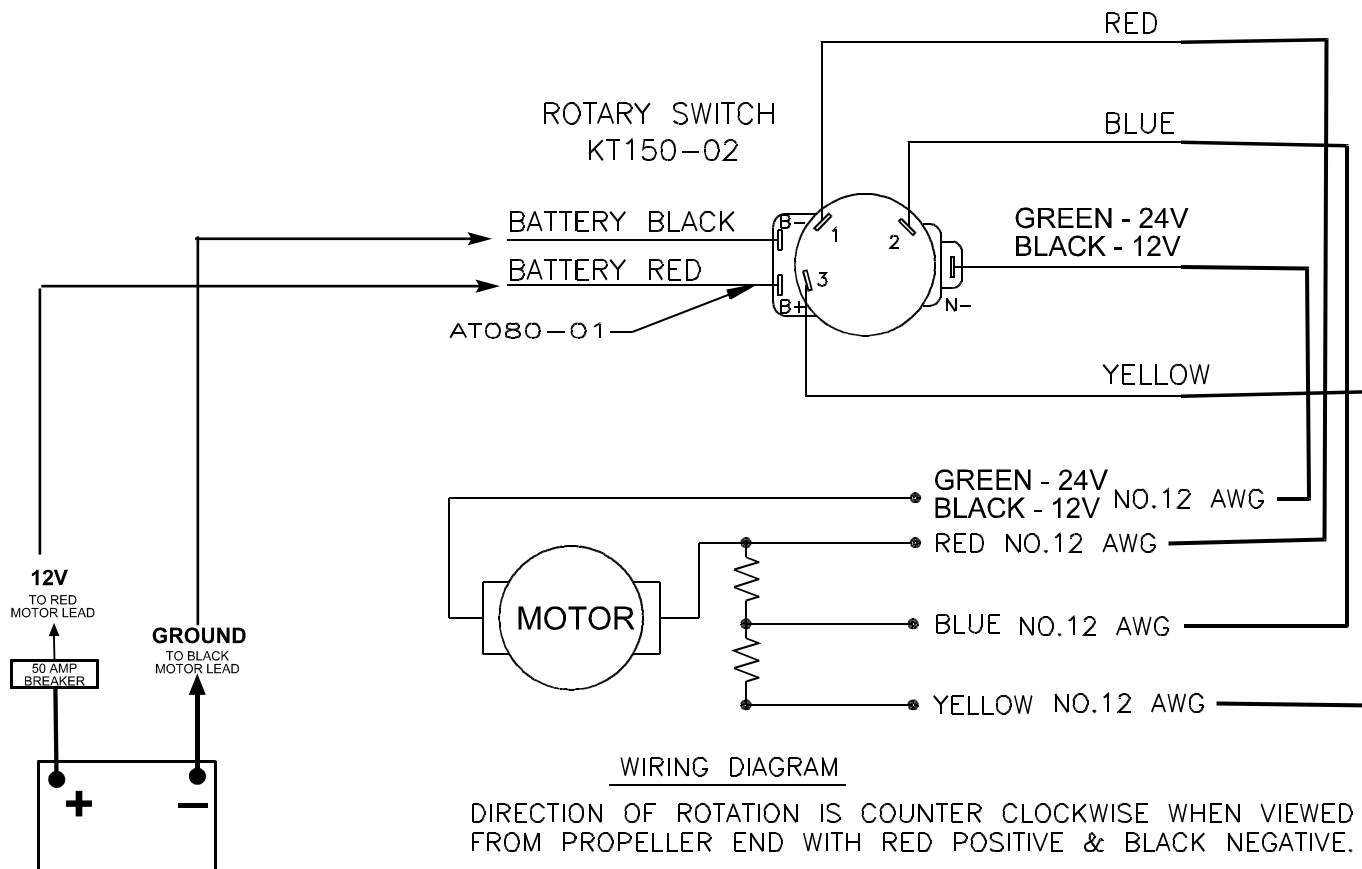 RED
ROTARY SWITCH
KT150-02
BLUE
BATTERY BLACK
B-
1
2
GREEN - 24V
BLACK - 12V
BATTERY RED
3
B+
N-
AT080-01
YELLOW
GREEN - 24V
BLACK - 12V NO.12 AWG
RED NO.12 AWG
12V
TO RED
MOTOR LEAD
MOTOR
BLUE NO.12 AWG
GROUND
TO BLACK
MOTOR LEAD
50 AMP
BREAKER
YELLOW NO.12 AWG
+
−
WIRING DIAGRAM
DIRECTION OF ROTATION IS COUNTER CLOCKWISE WHEN VIEWED
FROM PROPELLER END WITH RED POSITIVE & BLACK NEGATIVE.